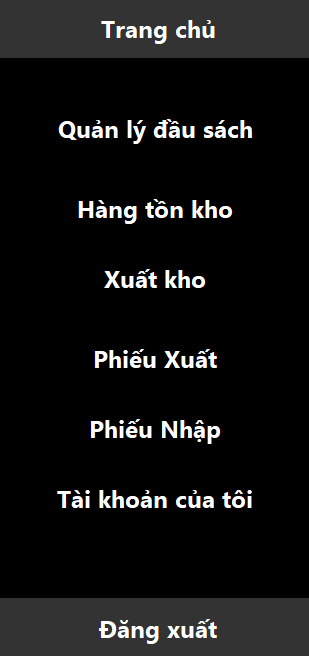 Trang chủ
Quản lý đầu sách
Hàng tồn kho
Xuất kho
Phiếu Xuất
Phiếu Nhập
Tài khoản của tôi
Đăng xuất